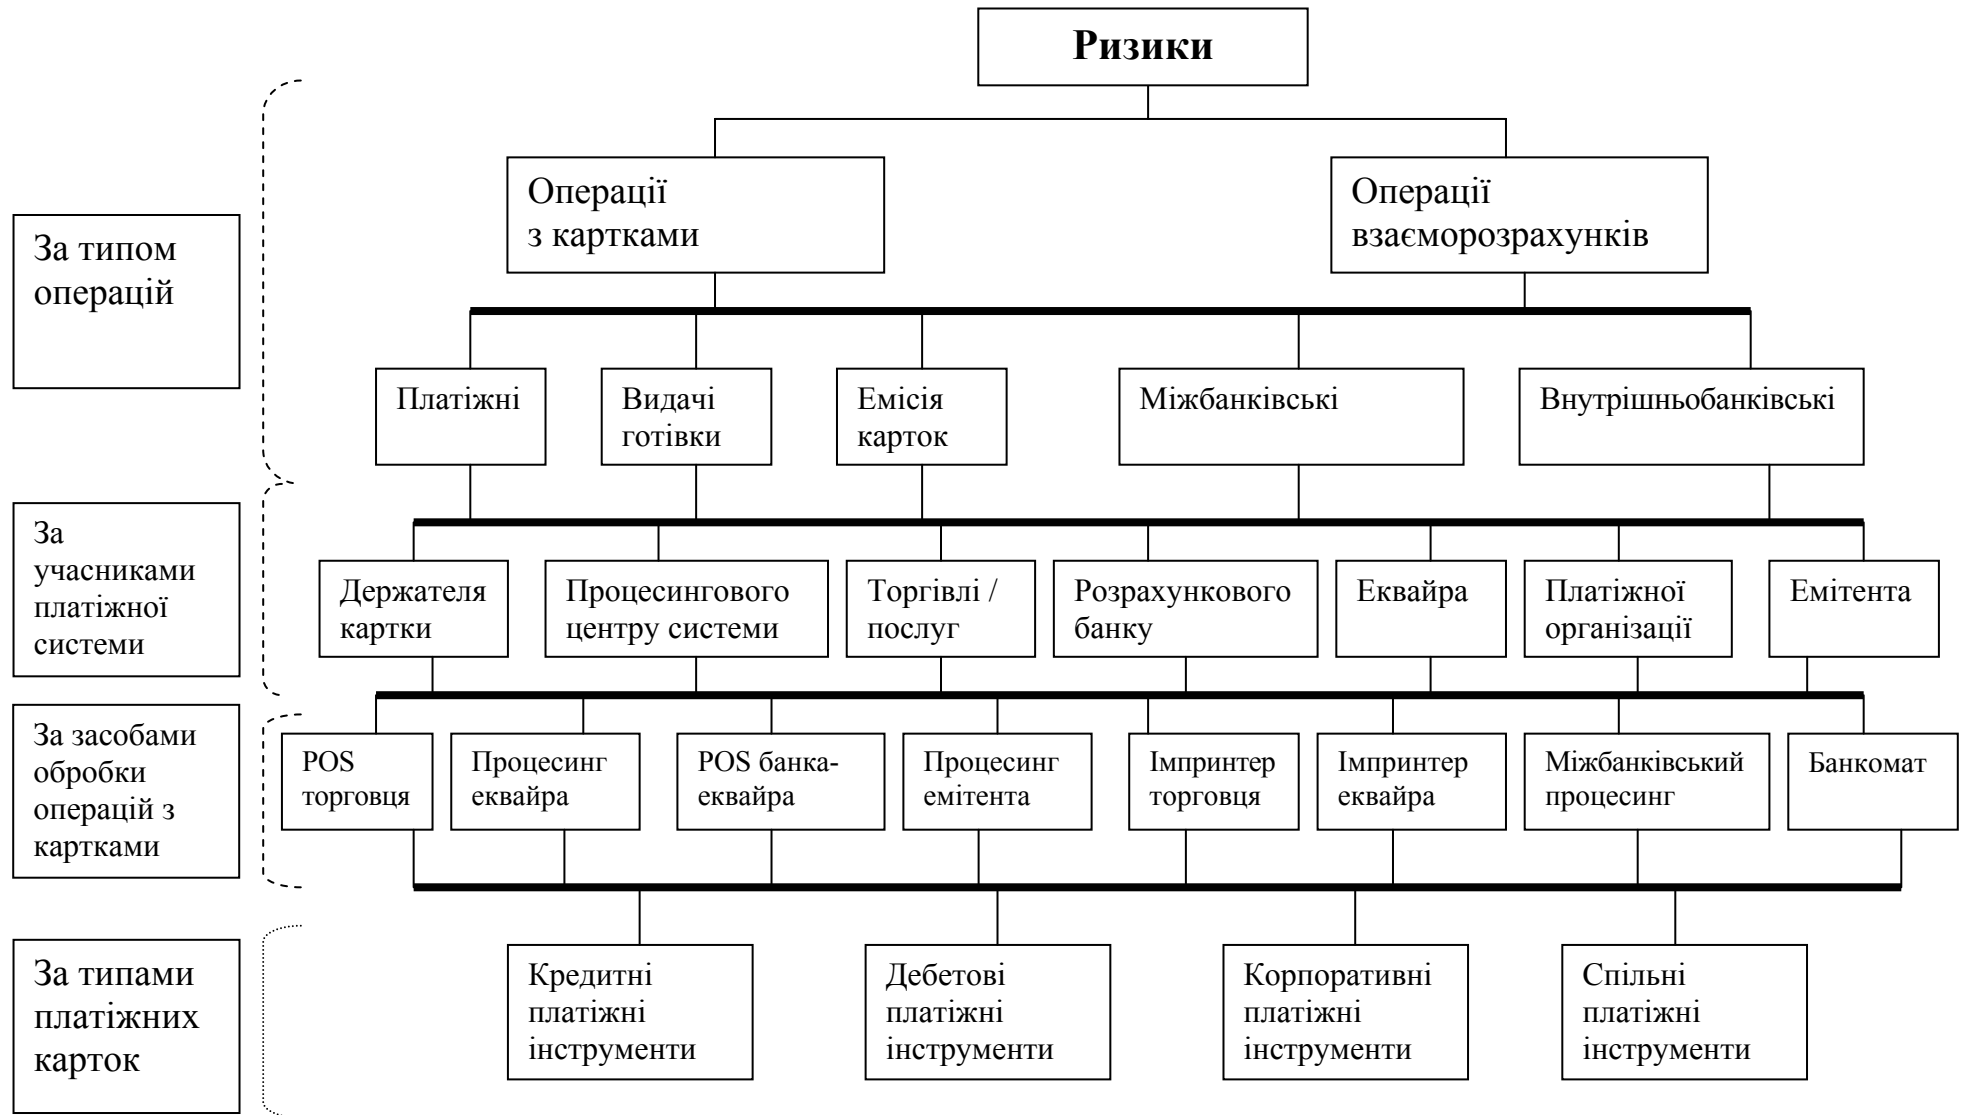 Ризики
Операції
з картками
Операції
взаєморозрахунків
За типом
операцій
Платіжні
Видачі
готівки
Емісія
карток
Міжбанківські
Внутрішньобанківські
За
учасниками
платіжної
системи
Держателя
картки
Процесингового
центру системи
Торгівлі /
послуг
Розрахункового
банку
Еквайра
Платіжної
організації
Емітента
За засобами
обробки
операцій з
картками
POS
торговця
Процесинг
еквайра
POS банка-
еквайра
Процесинг
емітента
Імпринтер
торговця
Імпринтер
еквайра
Міжбанківський
процесинг
Банкомат
За типами
платіжних
карток
Кредитні
платіжні
інструменти
Дебетові
платіжні
інструменти
Корпоративні
платіжні
інструменти
Спільні
платіжні
інструменти